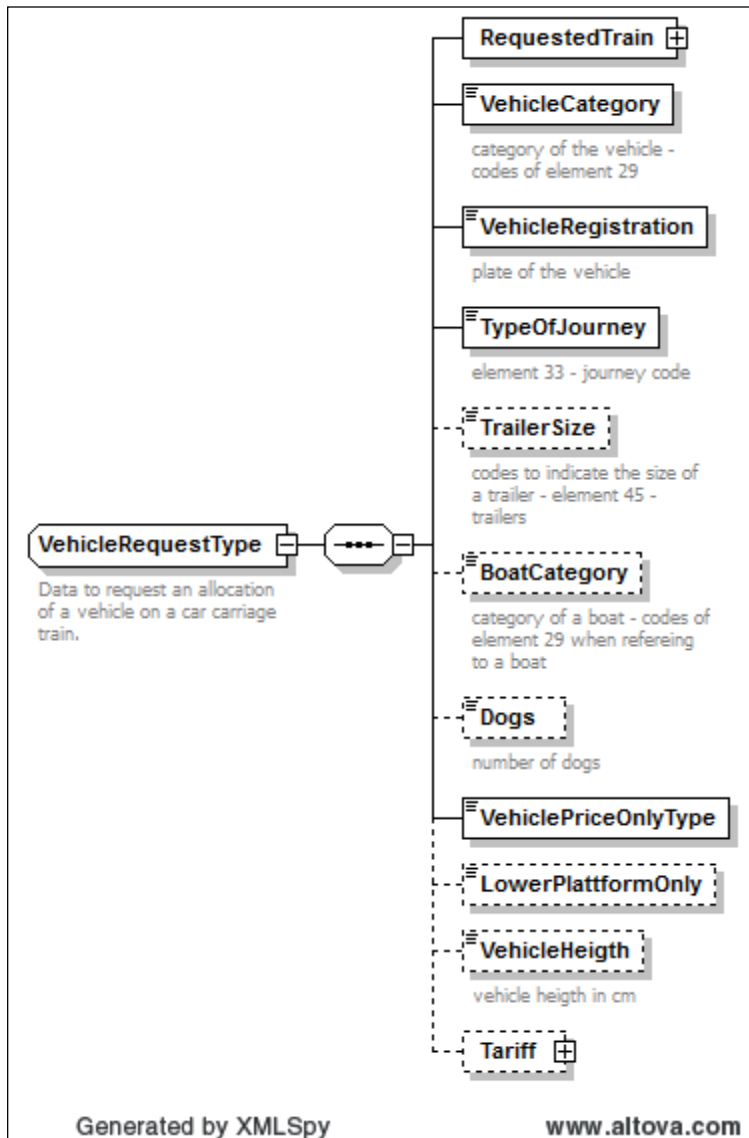 RequestedTrain
VehicleCategory
category of the vehicle -
codes of element 29
VehicleRegistration
plate of the vehicle
TypeOfJourney
element 33 - journey code
TrailerSize
codes to indicate the size of
a trailer - element 45 -
trailers
VehicleRequestType
Data to request an allocation
of a vehicle on a car carriage
train.
BoatCategory
category of a boat - codes of
element 29 when refereing
to a boat
Dogs
number of dogs
VehiclePriceOnlyType
LowerPlattformOnly
VehicleHeigth
vehicle heigth in cm
Tariff
Generated by XMLSpy
www.altova.com